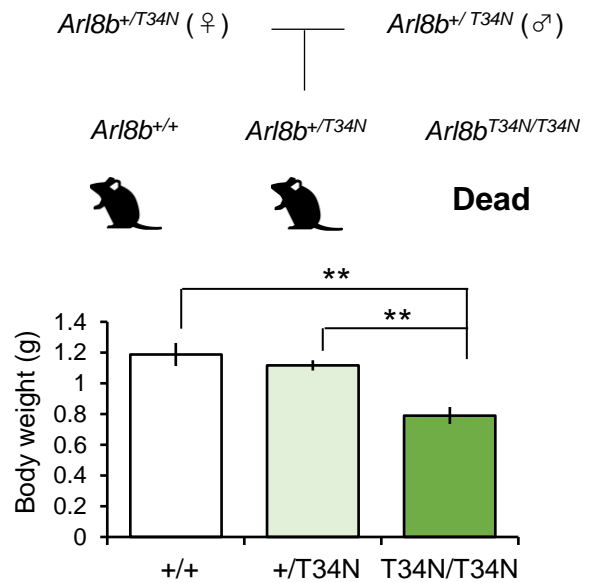 Arl8b+/T34N (♀) Arl8b+/ T34N (♂)
Arl8b+/+ Arl8b+/T34N Arl8bT34N/T34N
Dead
**
**
1.4
1.2
1
0.8
0.6
0.4
0.2
0
Body weight (g)
+/+ +/T34N T34N/T34N